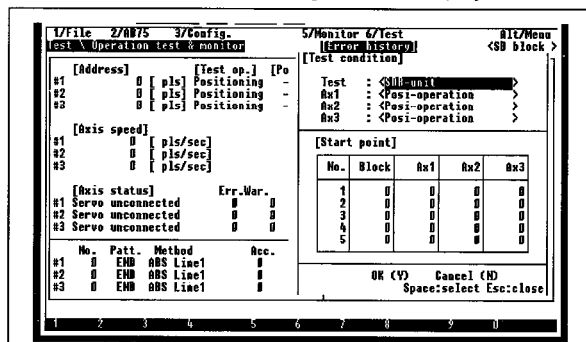 1/File 2/AB75 3/Config. 5/Monitor 6/Test Alt/Menu
Test \ Operation test & monitor [Error history] <SB block >
[Test condition]
[Address] [Test op.] [Po
#1 0 [ pls] Positioning -
#2 0 [ pls] Positioning -
#3 0 [ pls] Positioning -
Test : < -unit >
Ax1 : <Posi-operation >
Ax2 : <Posi-operation >
Ax3 : <Posi-operation >
[Axis speed]
#1 0 [ pls/sec]
#2 0 [ pls/sec]
#3 0 [ pls/sec]
[Start point]
No. Block Ax1 Ax2 Ax3
1 0 0 0 0
2 0 0 0 0
3 0 0 0 0
4 0 0 0 0
5 0 0 0 0
[Axis status] Err.War.
#1 Servo unconnected 0 0
#2 Servo unconnected 0 0
#3 Servo unconnected 0 0
No. Patt. Method Acc.
#1 0 END ABS Line1 0
#2 0 END ABS Line1 0
#3 0 END ABS Line1 0
OK (Y) Cancel (N)
Space:select Esc:close
1 2 3 4 5 6 7 8 9 0